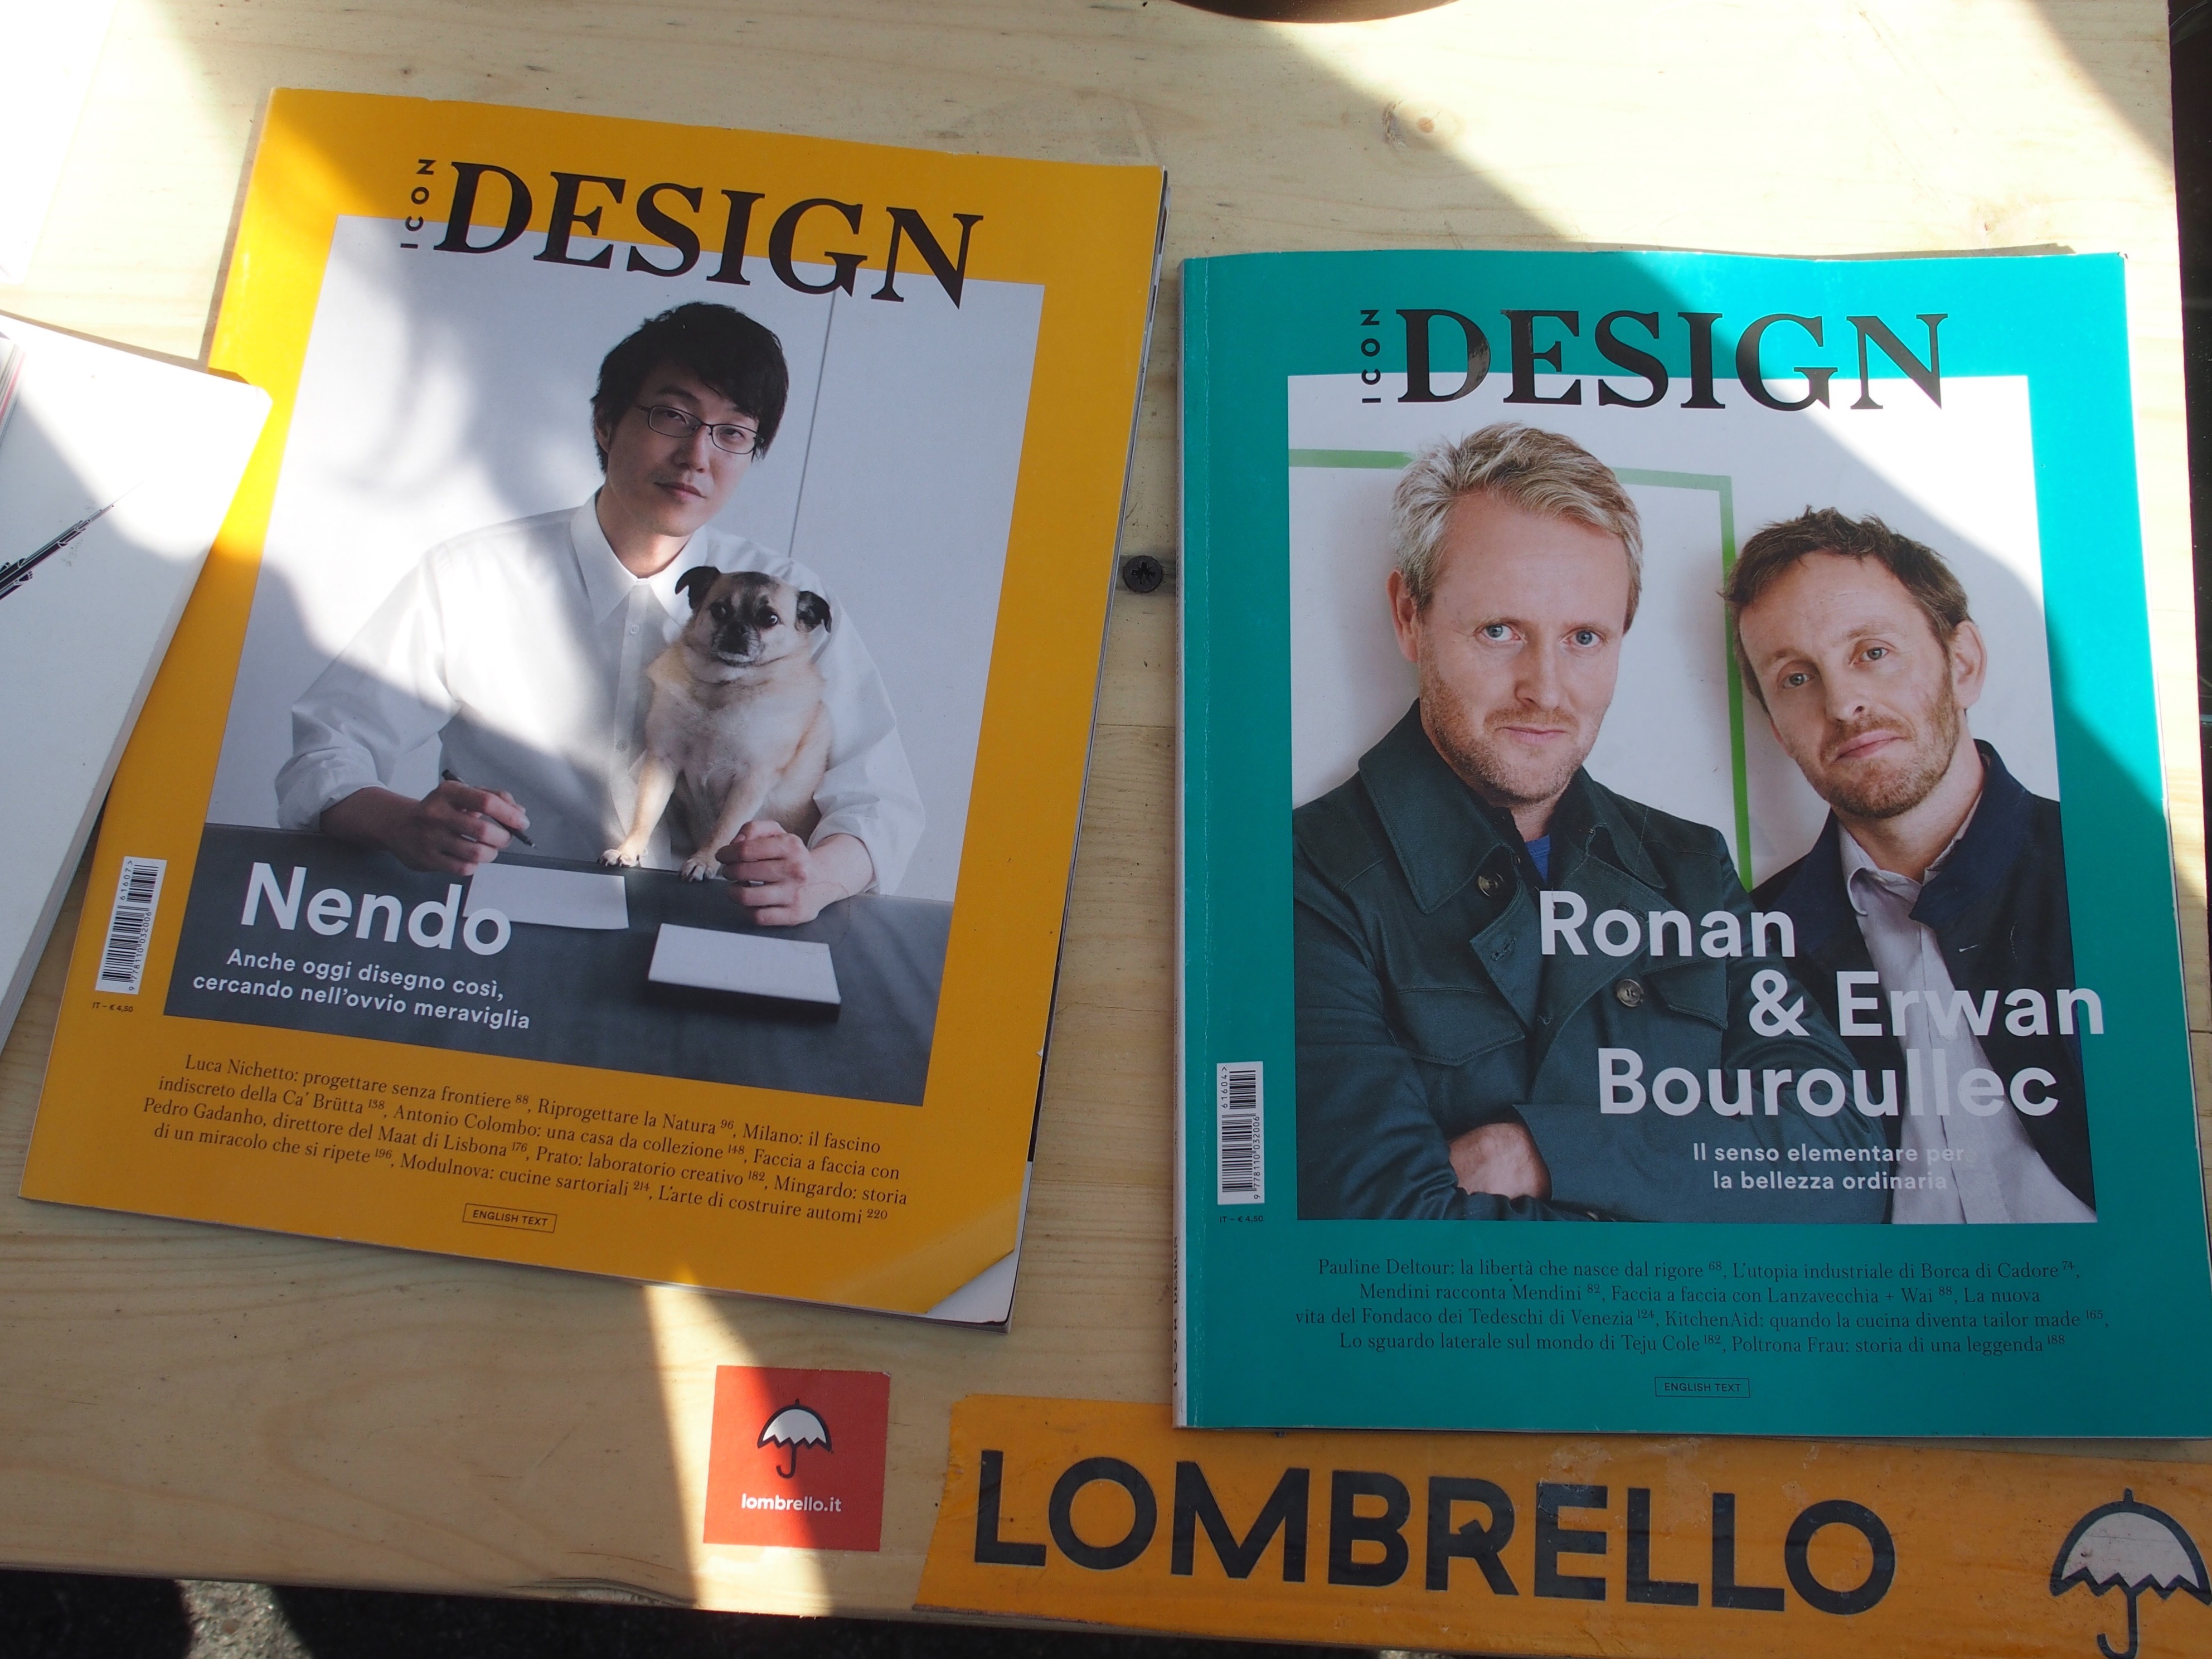 ICON
DESIGN
Nendo
Anche oggi disegno così,
cercando nell'ovvio meraviglia
61607>
9 778110 032006
IT – € 4,50
Luca Nichetto: progettare senza frontiere 88, Riprogettare la Natura 96, Milano: il fascino
indiscreto della Ca' Brütta 138, Antonio Colombo: una casa da collezione 148, Faccia a faccia con
Pedro Gadanho, direttore del Maat di Lisbona 176, Prato: laboratorio creativo 182, Mingardo: storia
di un miracolo che si ripete 196, Modulnova: cucine sartoriali 214, L'arte di costruire automi 220
ENGLISH TEXT
ICON
DESIGN
Ronan
& Erwan
Bouroullec
Il senso elementare per
la bellezza ordinaria
61604>
9 778110 032006
IT – € 4,50
Pauline Deltour: la libertà che nasce dal rigore 68, L'utopia industriale di Borca di Cadore 74,
Mendini racconta Mendini 82, Faccia a faccia con Lanzavecchia + Wai 88, La nuova
vita del Fondaco dei Tedeschi di Venezia 124, KitchenAid: quando la cucina diventa tailor made 165,
Lo sguardo laterale sul mondo di Teju Cole 182, Poltrona Frau: storia di una leggenda 188
ENGLISH TEXT
lombrello.it
LOMBRELLO